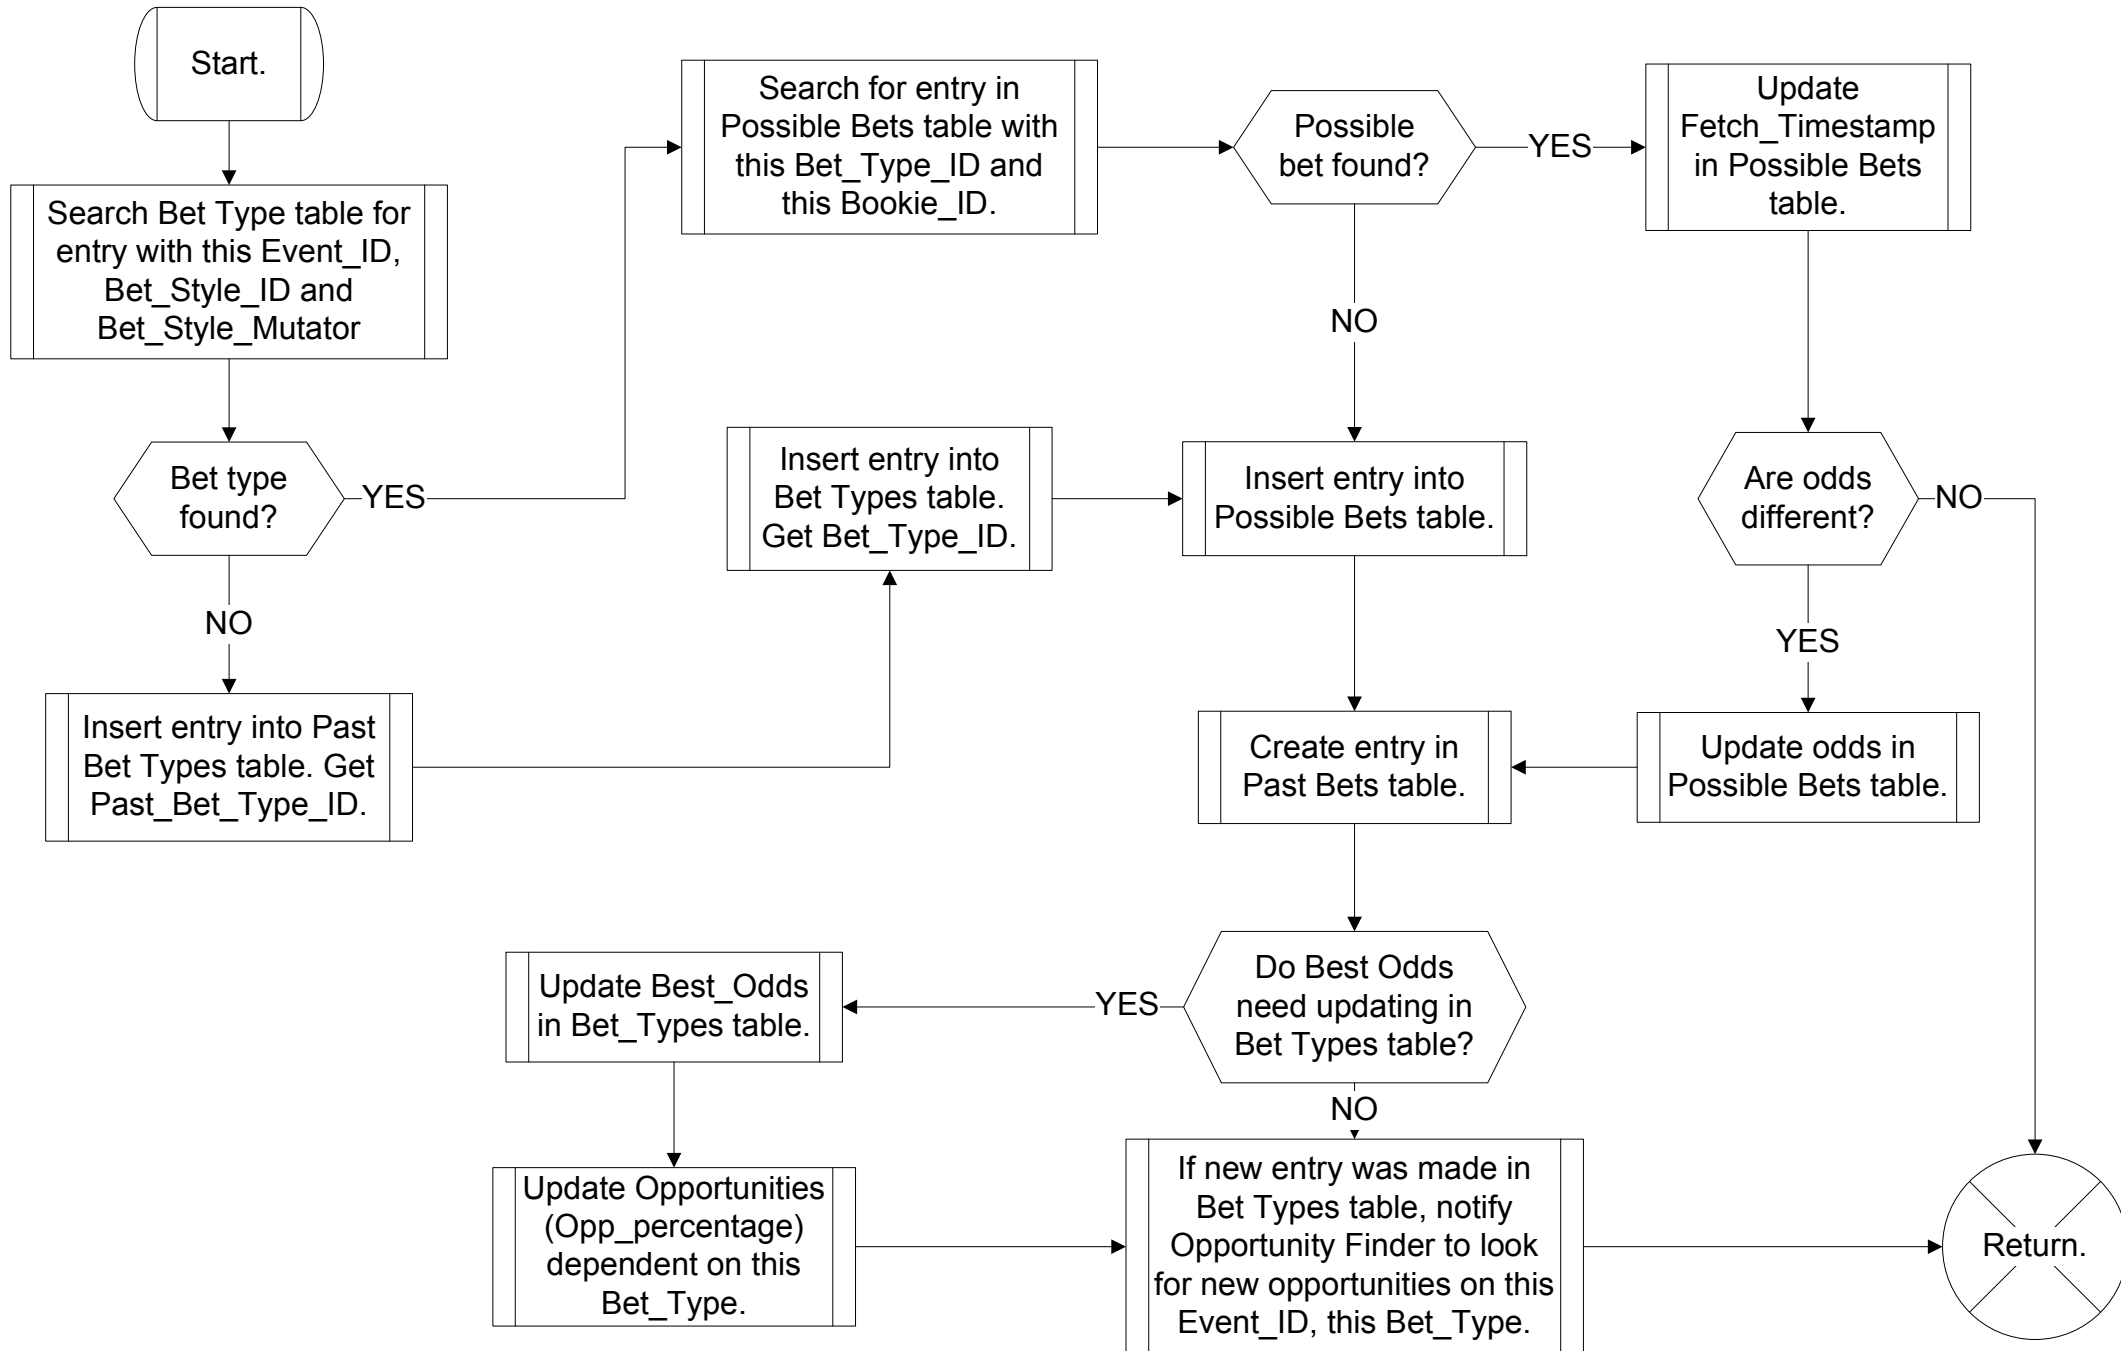 Start.
Search Bet Type table for
entry with this Event_ID,
Bet_Style_ID and
Bet_Style_Mutator
Bet type
found?
YES
NO
Insert entry into Past
Bet Types table. Get
Past_Bet_Type_ID.
Insert entry into
Bet Types table.
Get Bet_Type_ID.
Search for entry in
Possible Bets table with
this Bet_Type_ID and
this Bookie_ID.
Possible
bet found?
YES
NO
Update
Fetch_Timestamp
in Possible Bets
table.
Are odds
different?
NO
YES
Update odds in
Possible Bets table.
Insert entry into
Possible Bets table.
Create entry in
Past Bets table.
Do Best Odds
need updating in
Bet Types table?
YES
NO
Update Best_Odds
in Bet_Types table.
Update Opportunities
(Opp_percentage)
dependent on this
Bet_Type.
If new entry was made in
Bet Types table, notify
Opportunity Finder to look
for new opportunities on this
Event_ID, this Bet_Type.
Return.